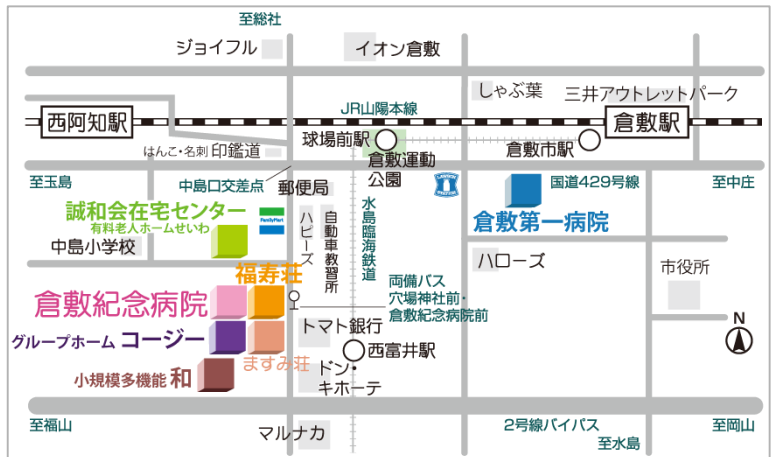 至総社
ジョイフル
イオン倉敷
しゃぶ葉
三井アウトレットパーク
JR山陽本線
西阿知駅
倉敷駅
球場前駅
倉敷市駅
はんこ・名刺 印鑑道
倉敷運動
公園
至玉島
中島口交差点
郵便局
LAWSON
国道429号線
至中庄
誠和会在宅センター
有料老人ホームせいわ
FamilyMart
ハピーズ
自動車教習所
水島臨海鉄道
倉敷第一病院
中島小学校
福寿荘
ハローズ
市役所
両備バス
穴場神社前・
倉敷紀念病院前
倉敷紀念病院
N
トマト銀行
グループホーム コージー
西富井駅
ますみ荘
小規模多機能 和
ドン・
キホーテ
至福山
マルナカ
2号線バイパス
至水島
至岡山